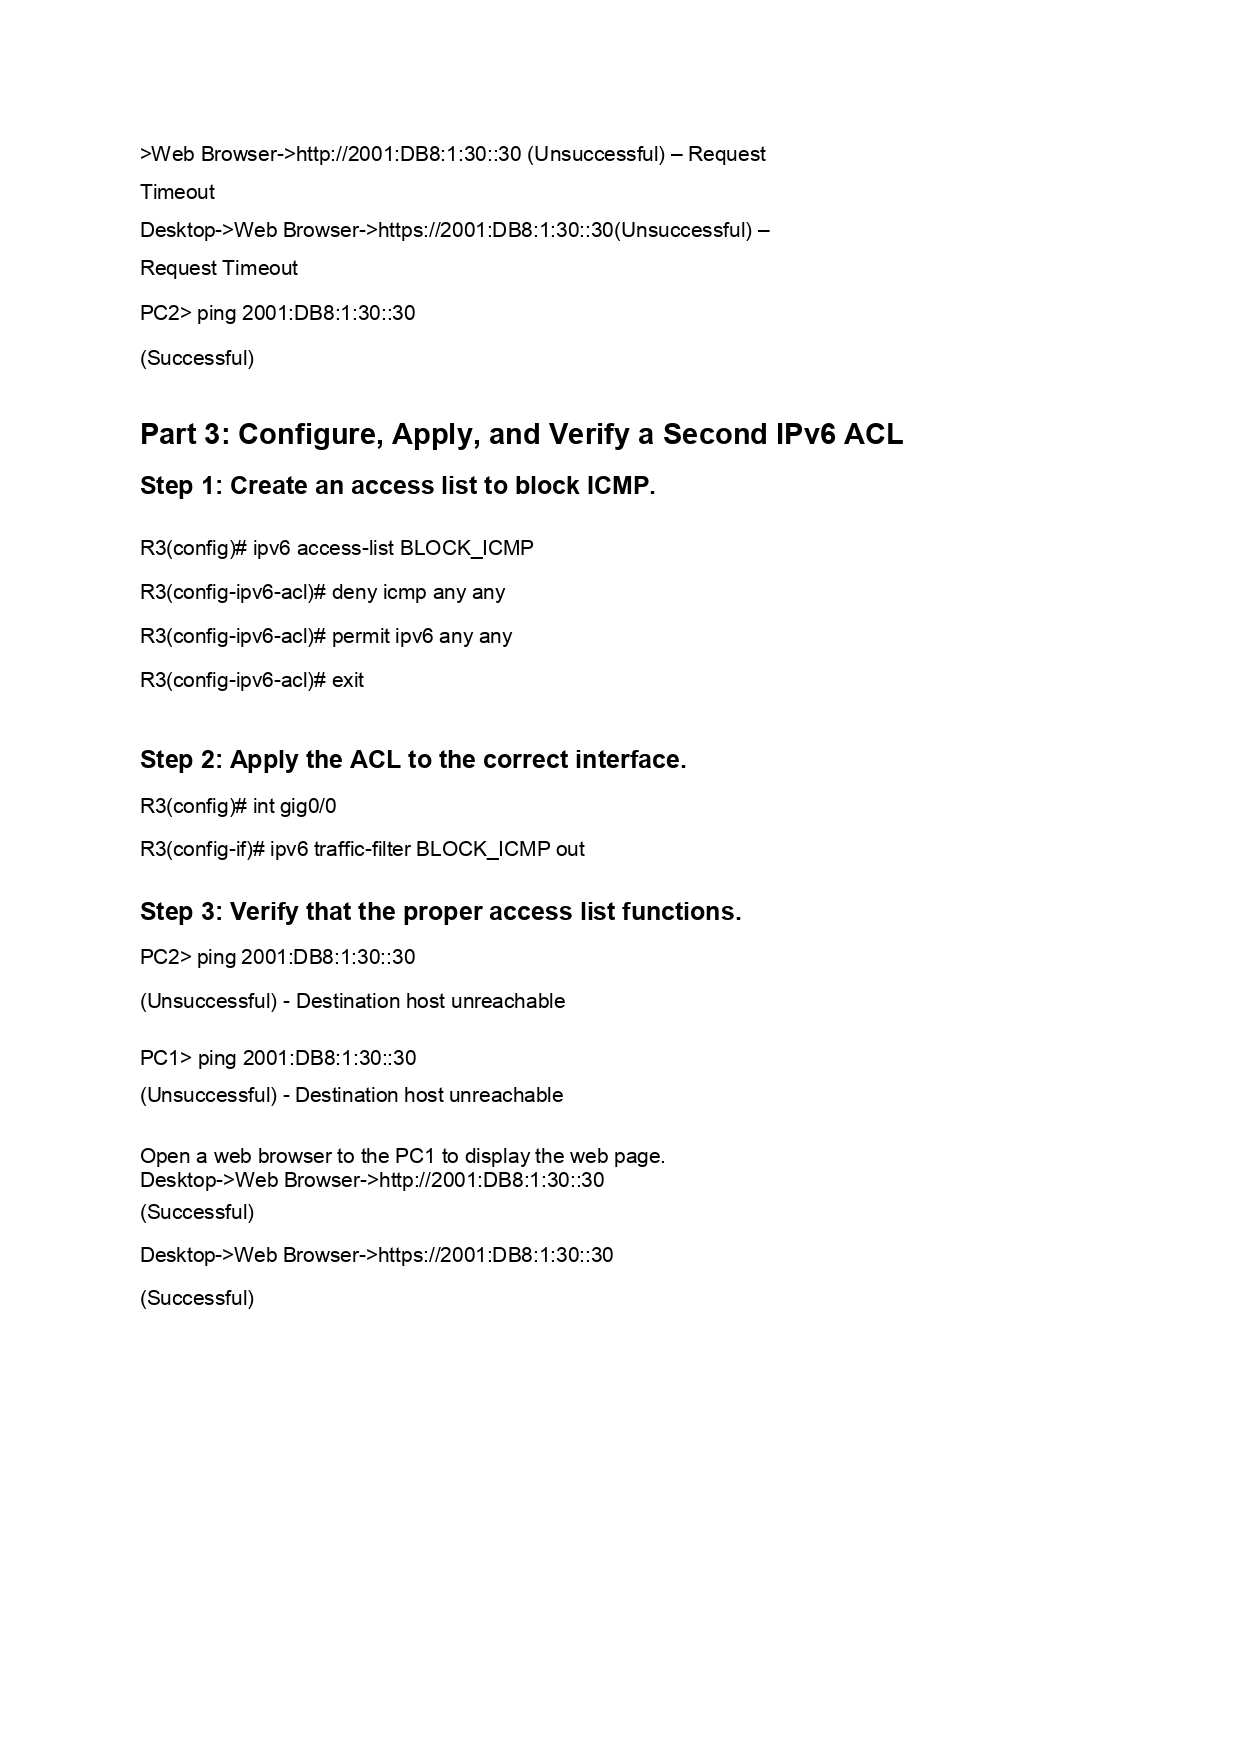 >Web Browser->http://2001:DB8:1:30::30 (Unsuccessful) – Request
Timeout
Desktop->Web Browser->https://2001:DB8:1:30::30(Unsuccessful) –
Request Timeout
PC2> ping 2001:DB8:1:30::30
(Successful)
Part 3: Configure, Apply, and Verify a Second IPv6 ACL
Step 1: Create an access list to block ICMP.
R3(config)# ipv6 access-list BLOCK_ICMP
R3(config-ipv6-acl)# deny icmp any any
R3(config-ipv6-acl)# permit ipv6 any any
R3(config-ipv6-acl)# exit
Step 2: Apply the ACL to the correct interface.
R3(config)# int gig0/0
R3(config-if)# ipv6 traffic-filter BLOCK_ICMP out
Step 3: Verify that the proper access list functions.
PC2> ping 2001:DB8:1:30::30
(Unsuccessful) - Destination host unreachable
PC1> ping 2001:DB8:1:30::30
(Unsuccessful) - Destination host unreachable
Open a web browser to the PC1 to display the web page.
Desktop->Web Browser->http://2001:DB8:1:30::30
(Successful)
Desktop->Web Browser->https://2001:DB8:1:30::30
(Successful)